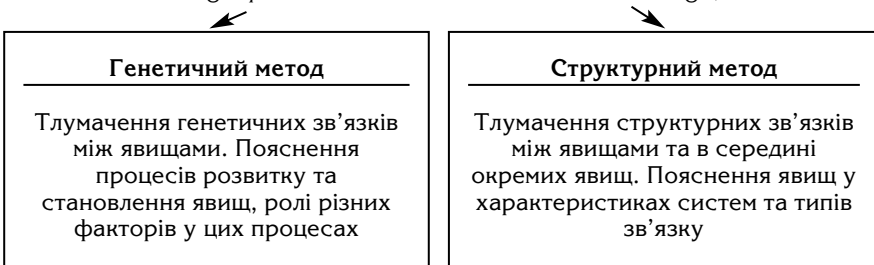 Генетичний метод
Тлумачення генетичних зв’язків
між явищами. Пояснення
процесів розвитку та
становлення явищ, ролі різних
факторів у цих процесах
Структурний метод
Тлумачення структурних зв’язків
між явищами та в середині
окремих явищ. Пояснення явищ у
характеристиках систем та типів
зв’язку